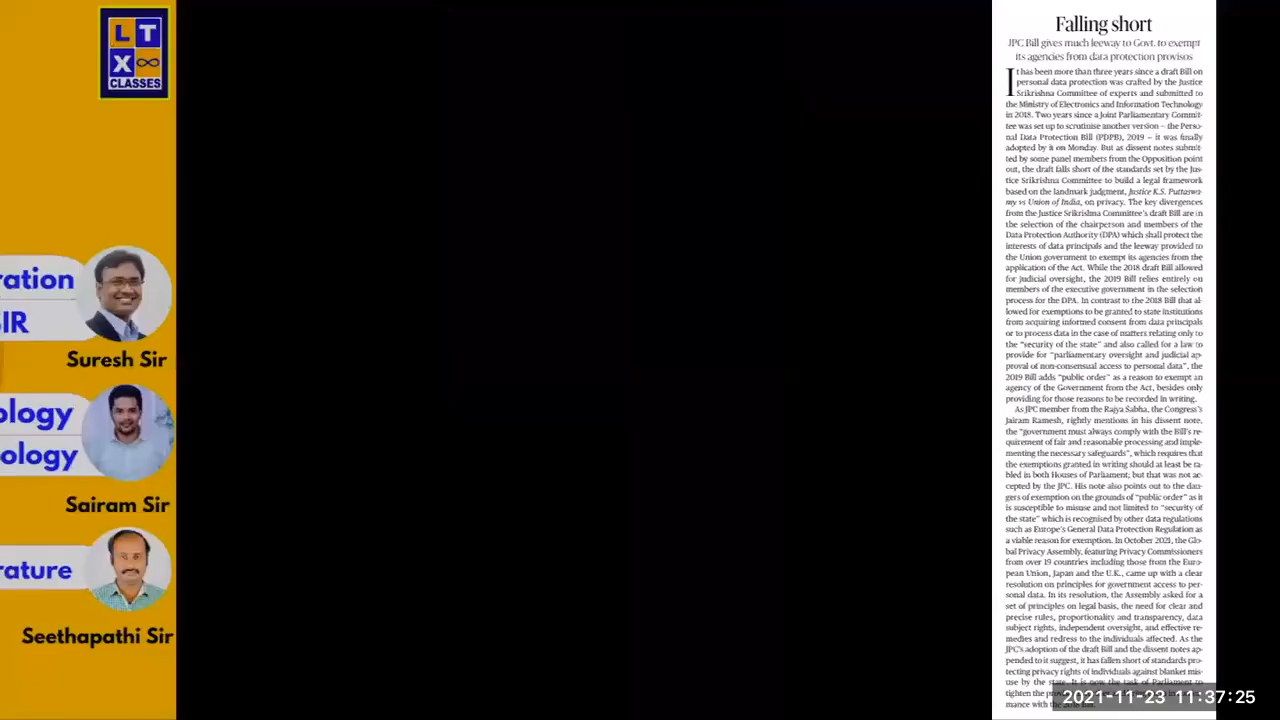 L T
X ∞
CLASSES
ration
SIR
Suresh Sir
ology
ology
Sairam Sir
rature
Seethapathi Sir
Falling short
JPC Bill gives much leeway to Govt. to exempt
its agencies from data protection provisos
It has been more than three years since a draft Bill on
personal data protection was crafted by the Justice
Srikrishna Committee of experts and submitted to
the Ministry of Electronics and Information Technology
in 2018. Two years since a Joint Parliamentary Commit-
tee was set up to scrutinise another version – the Perso-
nal Data Protection Bill (PDPB), 2019 – it was finally
adopted by it on Monday. But as dissent notes submit-
ted by some panel members from the Opposition point
out, the draft falls short of the standards set by the Jus-
tice Srikrishna Committee to build a legal framework
based on the landmark judgment, Justice K.S. Puttaswa-
my vs Union of India, on privacy. The key divergences
from the Justice Srikrishna Committee's draft Bill are in
the selection of the chairperson and members of the
Data Protection Authority (DPA) which shall protect the
interests of data principals and the leeway provided to
the Union government to exempt its agencies from the
application of the Act. While the 2018 draft Bill allowed
for judicial oversight, the 2019 Bill relies entirely on
members of the executive government in the selection
process for the DPA. In contrast to the 2018 Bill that al-
lowed for exemptions to be granted to state institutions
from acquiring informed consent from data principals
or to process data in the case of matters relating only to
the "security of the state" and also called for a law to
provide for "parliamentary oversight and judicial ap-
proval of non-consensual access to personal data", the
2019 Bill adds "public order" as a reason to exempt an
agency of the Government from the Act, besides only
providing for those reasons to be recorded in writing.
As JPC member from the Rajya Sabha, the Congress's
Jairam Ramesh, rightly mentions in his dissent note,
the "government must always comply with the Bill's re-
quirement of fair and reasonable processing and imple-
menting the necessary safeguards", which requires that
the exemptions granted in writing should at least be ta-
bled in both Houses of Parliament; but that was not ac-
cepted by the JPC. His note also points out to the dan-
gers of exemption on the grounds of "public order" as it
is susceptible to misuse and not limited to "security of
the state" which is recognised by other data regulations
such as Europe's General Data Protection Regulation as
a viable reason for exemption. In October 2021, the Glo-
bal Privacy Assembly, featuring Privacy Commissioners
from over 19 countries including those from the Euro-
pean Union, Japan and the U.K., came up with a clear
resolution on principles for government access to per-
sonal data. In its resolution, the Assembly asked for a
set of principles on legal basis, the need for clear and
precise rules, proportionality and transparency, data
subject rights, independent oversight, and effective re-
medies and redress to the individuals affected. As the
JPC's adoption of the draft Bill and the dissent notes ap-
pended to it suggest, it has fallen short of standards pro-
tecting privacy rights of individuals against blanket mis-
use by the state. It is now the task of Parliament to
tighten the
mance with the
2021-11-23 11:37:25